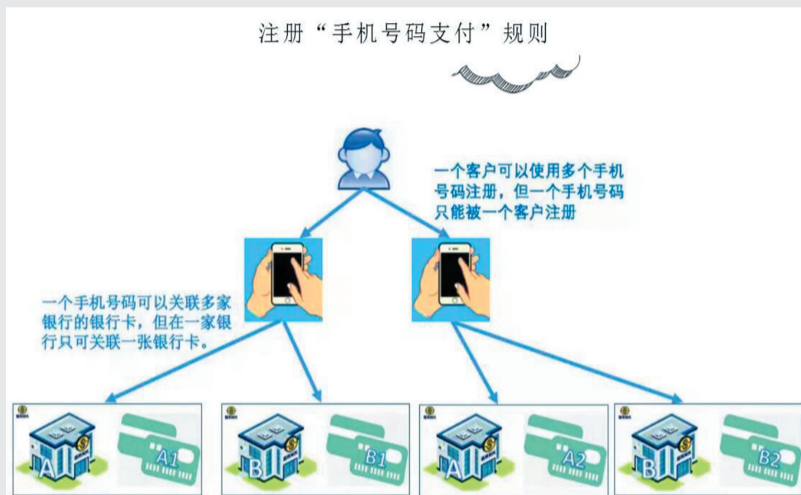 注册“手机号码支付”规则
一个客户可以使用多个手机
号码注册，但一个手机号码
只能被一个客户注册
一个手机号码可以关联多家
银行的银行卡，但在一家银
行只可关联一张银行卡。
A A1
B B1
A A2
B B2